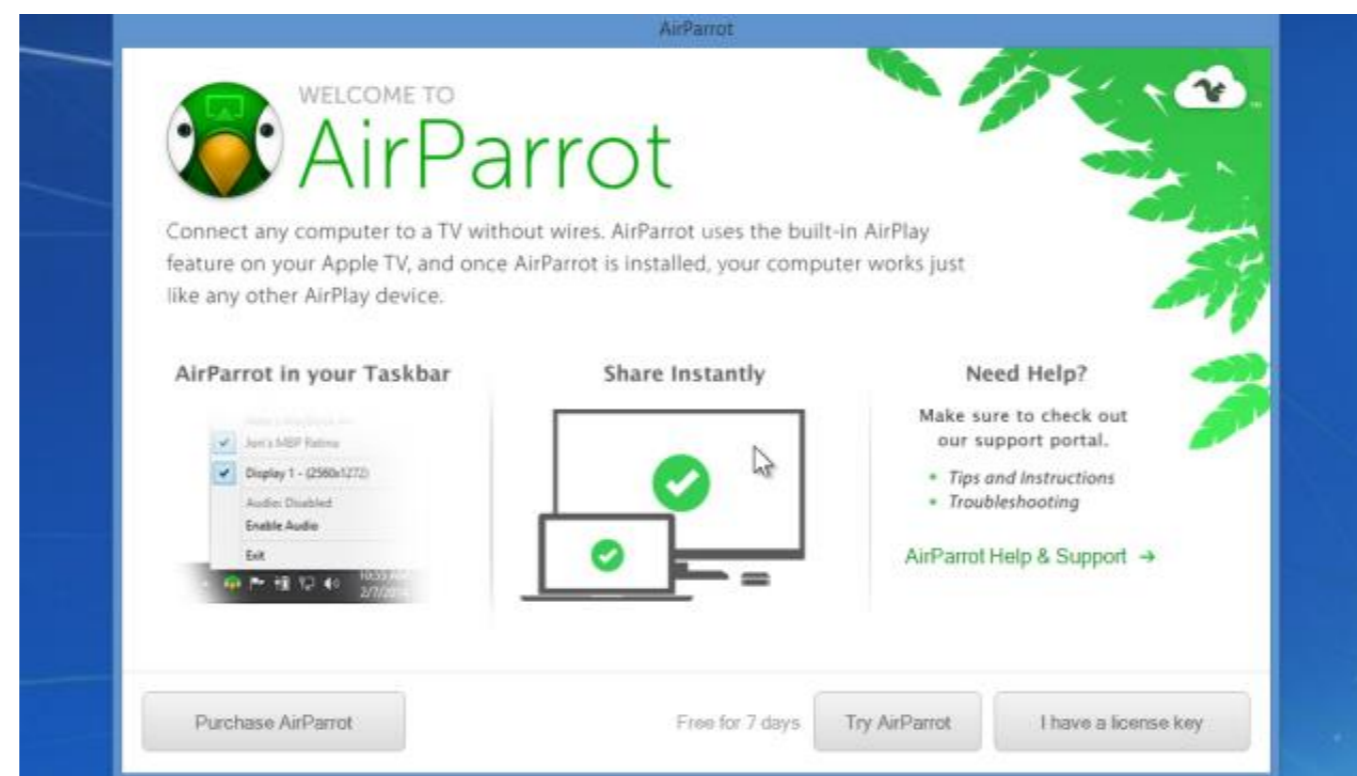 AirParrot
WELCOME TO
AirParrot
Connect any computer to a TV without wires. AirParrot uses the built-in AirPlay
feature on your Apple TV, and once AirParrot is installed, your computer works just
like any other AirPlay device.
AirParrot in your Taskbar
Jon's MBP Retina
Display 1 - (2560x1272)
Audio: Disabled
Enable Audio
Exit
Share Instantly
Need Help?
Make sure to check out
our support portal.
• Tips and Instructions
• Troubleshooting
AirParrot Help & Support →
Purchase AirParrot
Free for 7 days
Try AirParrot
I have a license key